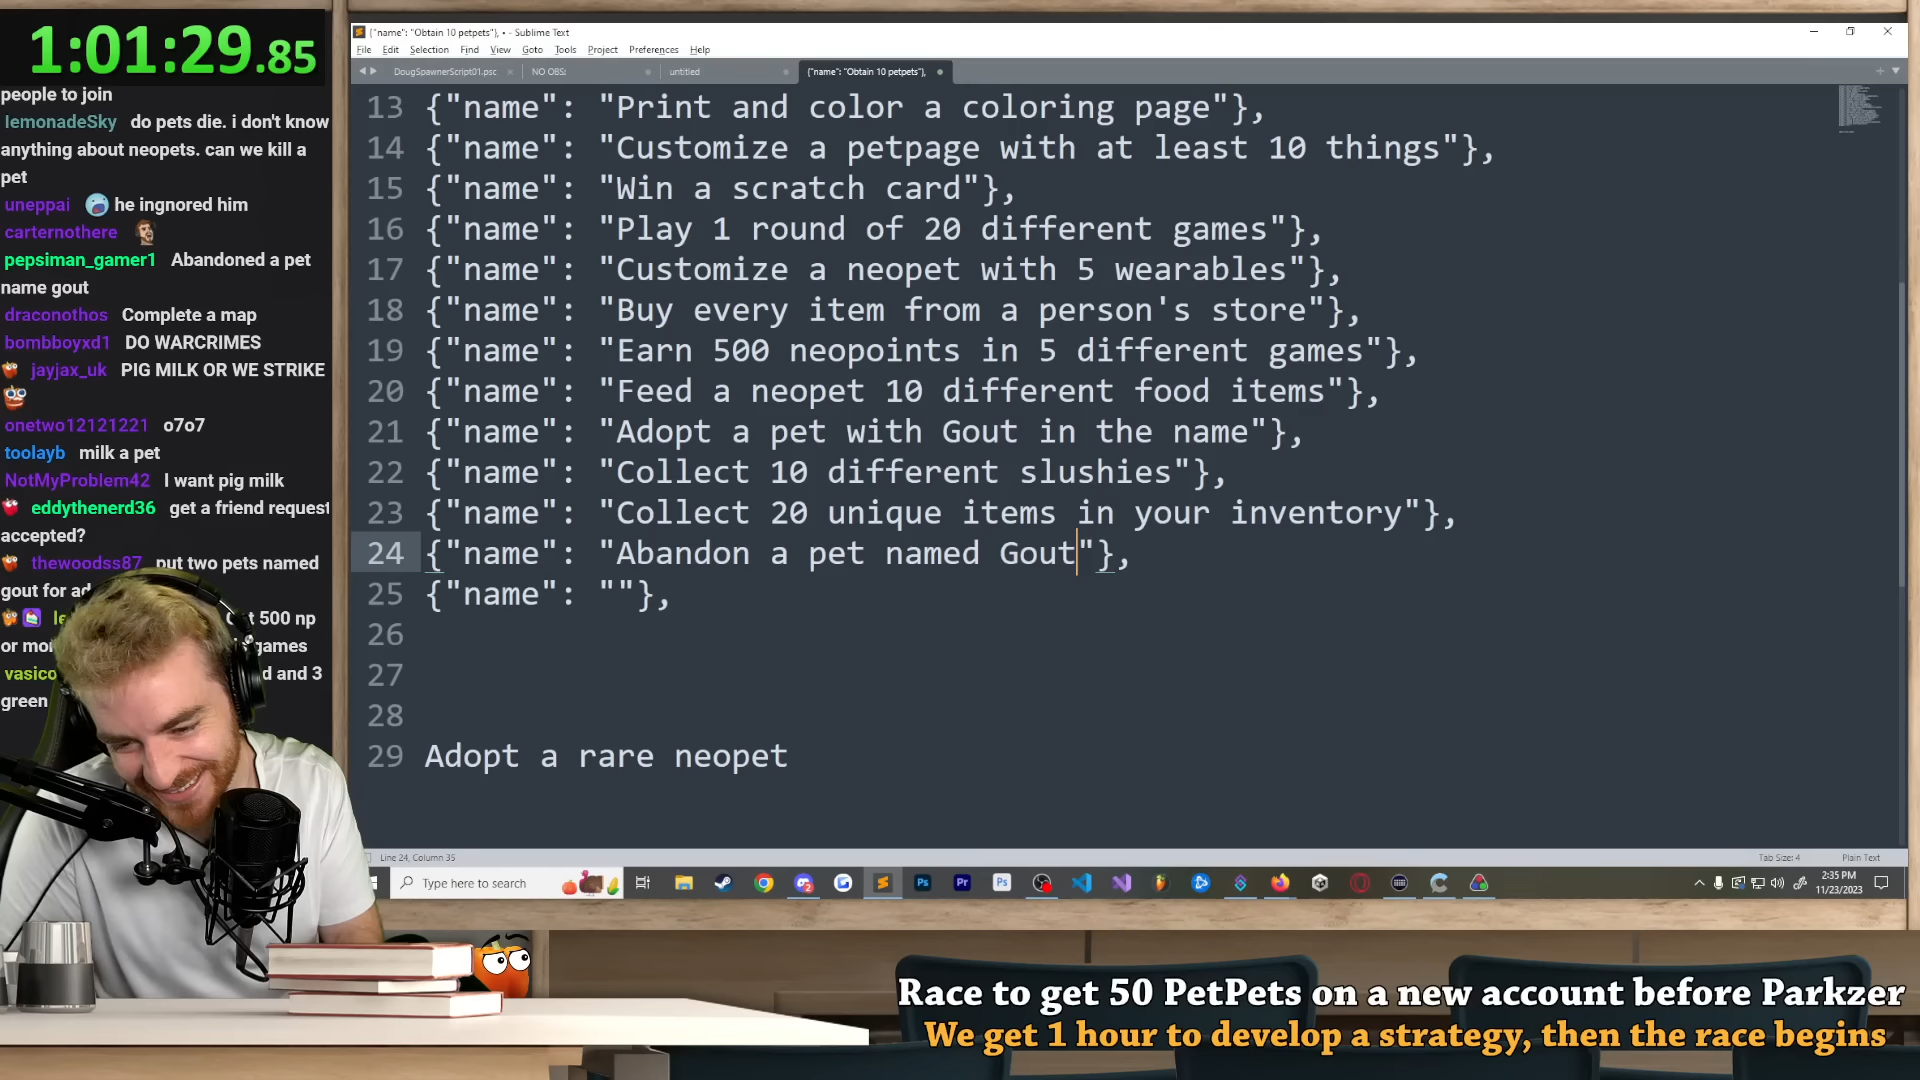 1:01:29.85
people to join
lemonadeSky do pets die. i don't know
anything about neopets. can we kill a
pet
uneppai he ingnored him
carternothere
pepsiman_gamer1 Abandoned a pet
name gout
draconothos Complete a map
bombboyxd1 DO WARCRIMES
jayjax_uk PIG MILK OR WE STRIKE
onetwo12121221 o7o7
toolayb milk a pet
NotMyProblem42 I want pig milk
eddythenerd36 get a friend request
accepted?
thewoodss87 put two pets named
gout for ad
500 np
or mo games
vasico d and 3
green
{"name": "Obtain 10 petpets"}, • - Sublime Text
File Edit Selection Find View Goto Tools Project Preferences Help
DougSpawnerScript01.psc
NO OBS:
untitled
{"name": "Obtain 10 petpets"},
13 {"name": "Print and color a coloring page"},
14 {"name": "Customize a petpage with at least 10 things"},
15 {"name": "Win a scratch card"},
16 {"name": "Play 1 round of 20 different games"},
17 {"name": "Customize a neopet with 5 wearables"},
18 {"name": "Buy every item from a person's store"},
19 {"name": "Earn 500 neopoints in 5 different games"},
20 {"name": "Feed a neopet 10 different food items"},
21 {"name": "Adopt a pet with Gout in the name"},
22 {"name": "Collect 10 different slushies"},
23 {"name": "Collect 20 unique items in your inventory"},
24 {"name": "Abandon a pet named Gout"},
25 {"name": ""},
26
27
28
29 Adopt a rare neopet
Line 24, Column 35
Tab Size: 4
Plain Text
Type here to search
Ps
Pr
Ps
2:35 PM
11/23/2023
Race to get 50 PetPets on a new account before Parkzer
We get 1 hour to develop a strategy, then the race begins